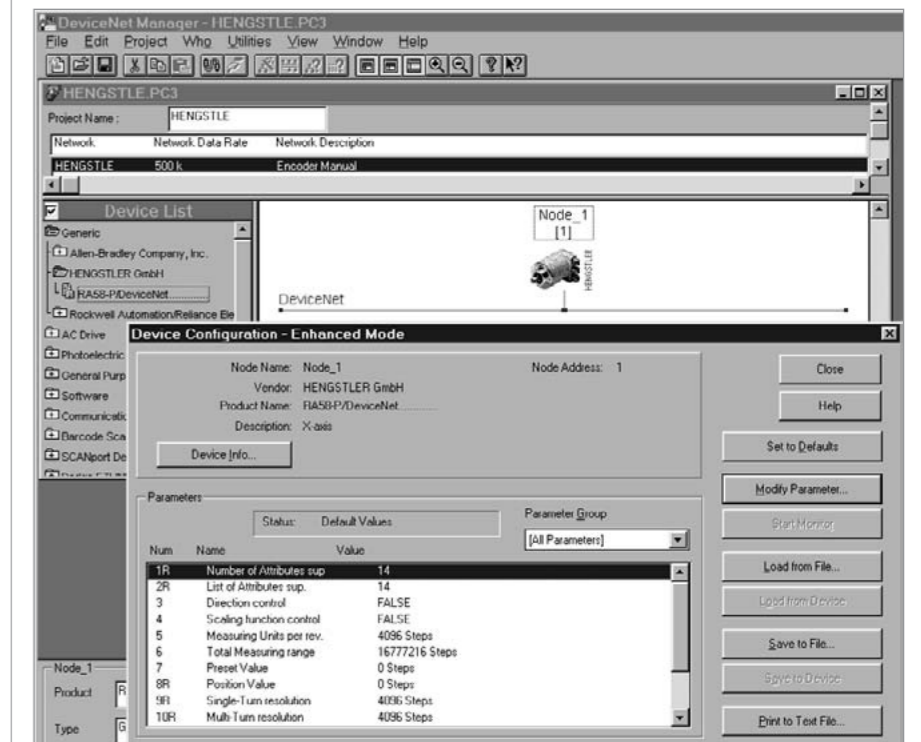 DeviceNet Manager - HENGSTLE.PC3
File Edit Project Who Utilities View Window Help
HENGSTLE.PC3
Project Name : HENGSTLE
Network Network Data Rate Network Description
HENGSTLE 500 k Encoder Manual
Device List
Generic
Allen-Bradley Company, Inc.
HENGSTLER GmbH
RA58-P/DeviceNet..............
Rockwell Automation/Reliance Ele
AC Drive
Photoelectric
General Purp
Software
Communicatic
Barcode Sca
SCANport De
Node_1
[1]
HENGSTLER
DeviceNet
Device Configuration - Enhanced Mode
Node Name: Node_1 Node Address: 1
Vendor: HENGSTLER GmbH
Product Name: RA58-P/DeviceNet..............
Description: X-axis
Device Info...
Close
Help
Set to Defaults
Modify Parameter...
Start Monitor
Load from File...
Load from Device
Save to File...
Save to Device
Print to Text File...
Parameters
Status: Default Values
Parameter Group
[All Parameters]
Num Name Value
1R Number of Attributes sup 14
2R List of Attributes sup. 14
3 Direction control FALSE
4 Scaling function control FALSE
5 Measuring Units per rev. 4096 Steps
6 Total Measuring range 16777216 Steps
7 Preset Value 0 Steps
8R Position Value 0 Steps
9R Single-Turn resolution 4096 Steps
10R Multi-Turn resolution 4096 Steps
Node_1
Product R
Type G